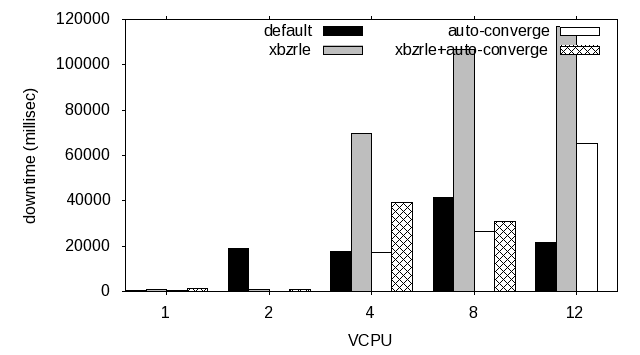 120000
default
auto-converge
xbzrle
xbzrle+auto-converge
100000
80000
60000
40000
20000
0
downtime (millisec)
1
2
4
8
12
VCPU